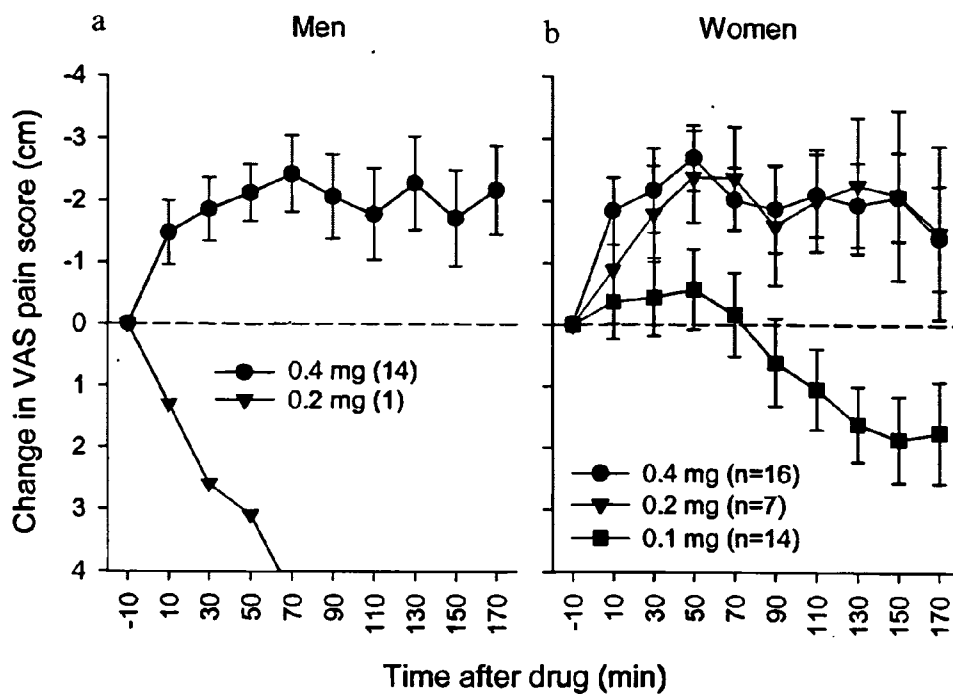 a
Men
b
Women
Change in VAS pain score (cm)
-4
-3
-2
-1
0
1
2
3
4
0.4 mg (14)
0.2 mg (1)
0.4 mg (n=16)
0.2 mg (n=7)
0.1 mg (n=14)
-10 10 30 50 70 90 110 130 150 170
-10 10 30 50 70 90 110 130 150 170
Time after drug (min)